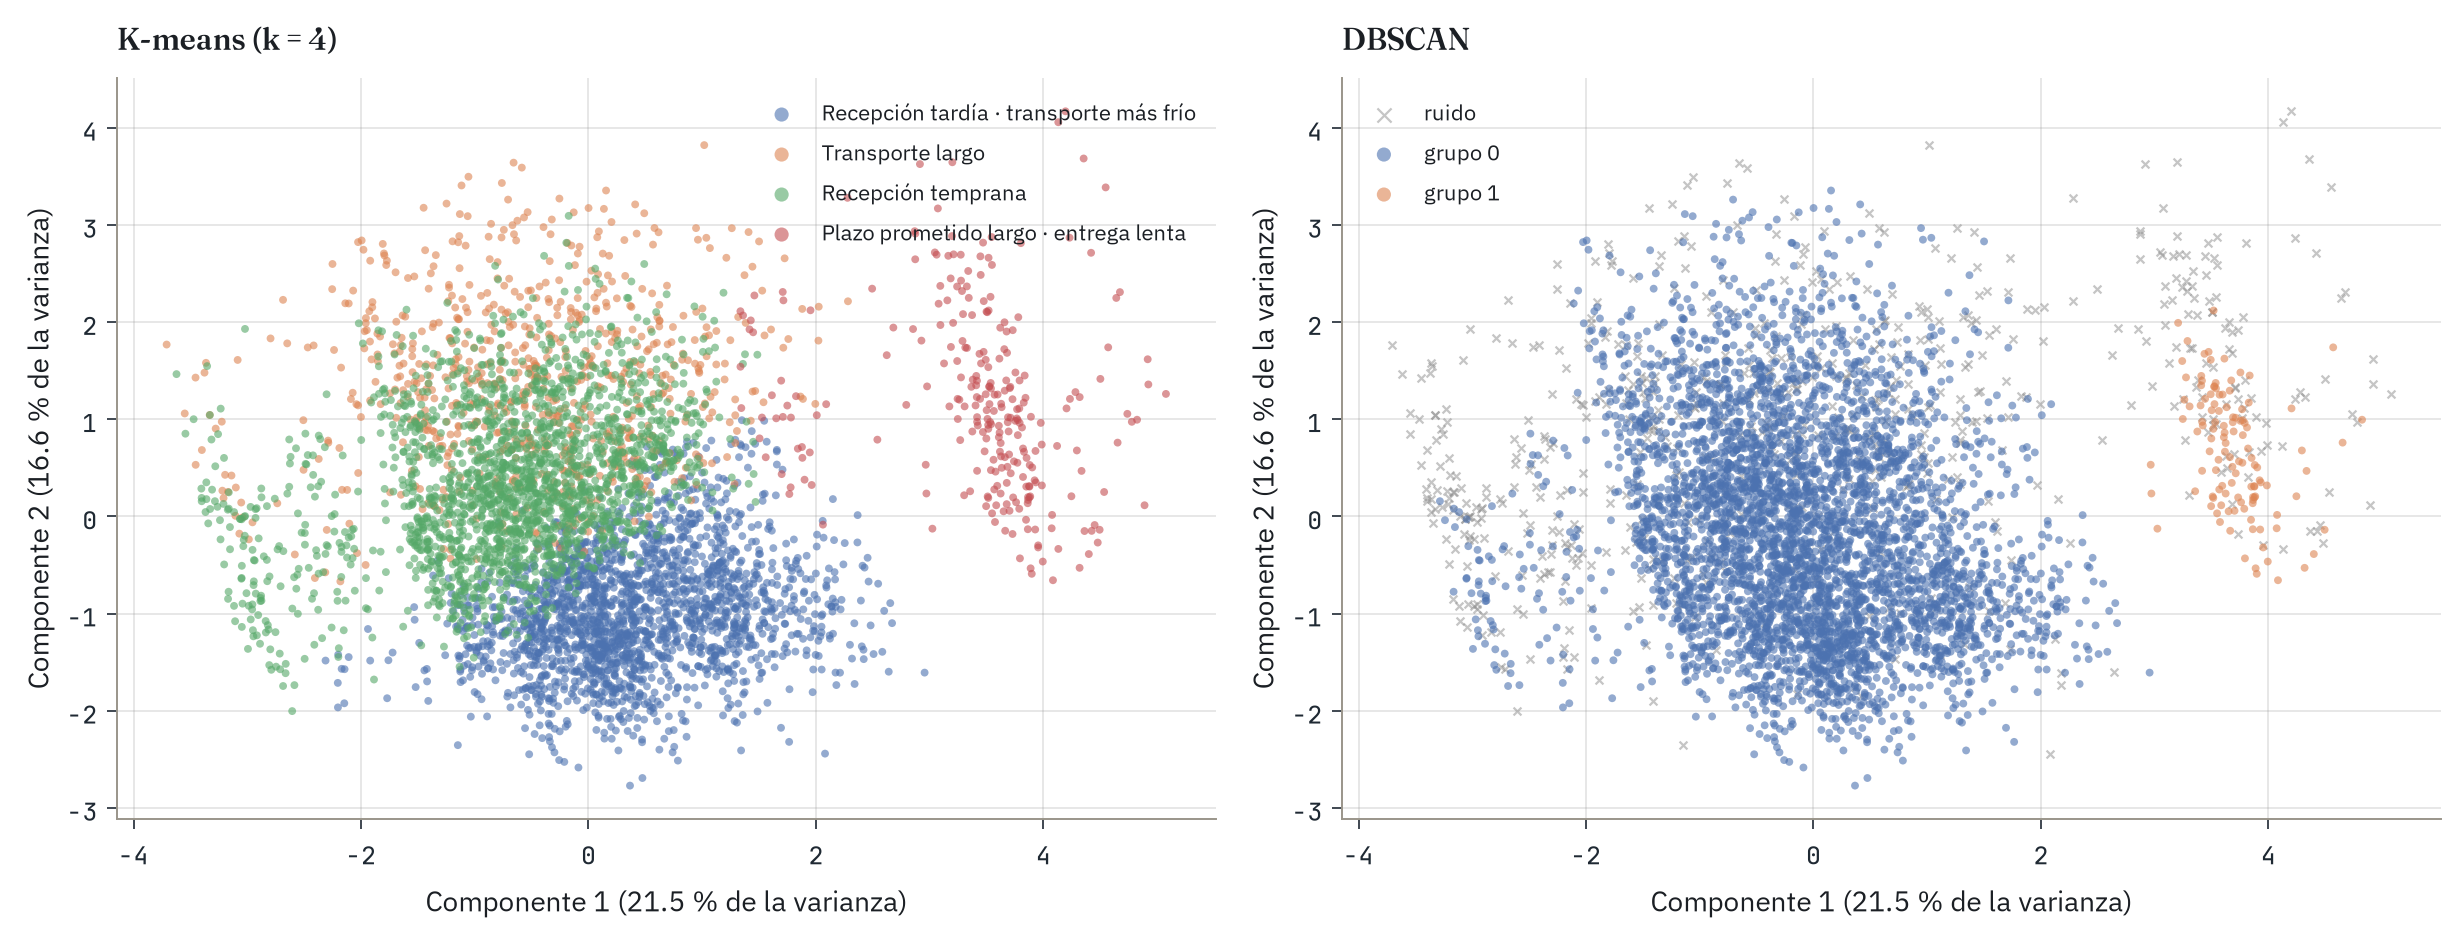 K-means (k = 4)
Componente 2 (16.6 % de la varianza)
4
3
2
1
0
-1
-2
-3
Recepción tardía · transporte más frío
Transporte largo
Recepción temprana
Plazo prometido largo · entrega lenta
-4
-2
0
2
4
Componente 1 (21.5 % de la varianza)
DBSCAN
Componente 2 (16.6 % de la varianza)
4
3
2
1
0
-1
-2
-3
ruido
grupo 0
grupo 1
-4
-2
0
2
4
Componente 1 (21.5 % de la varianza)